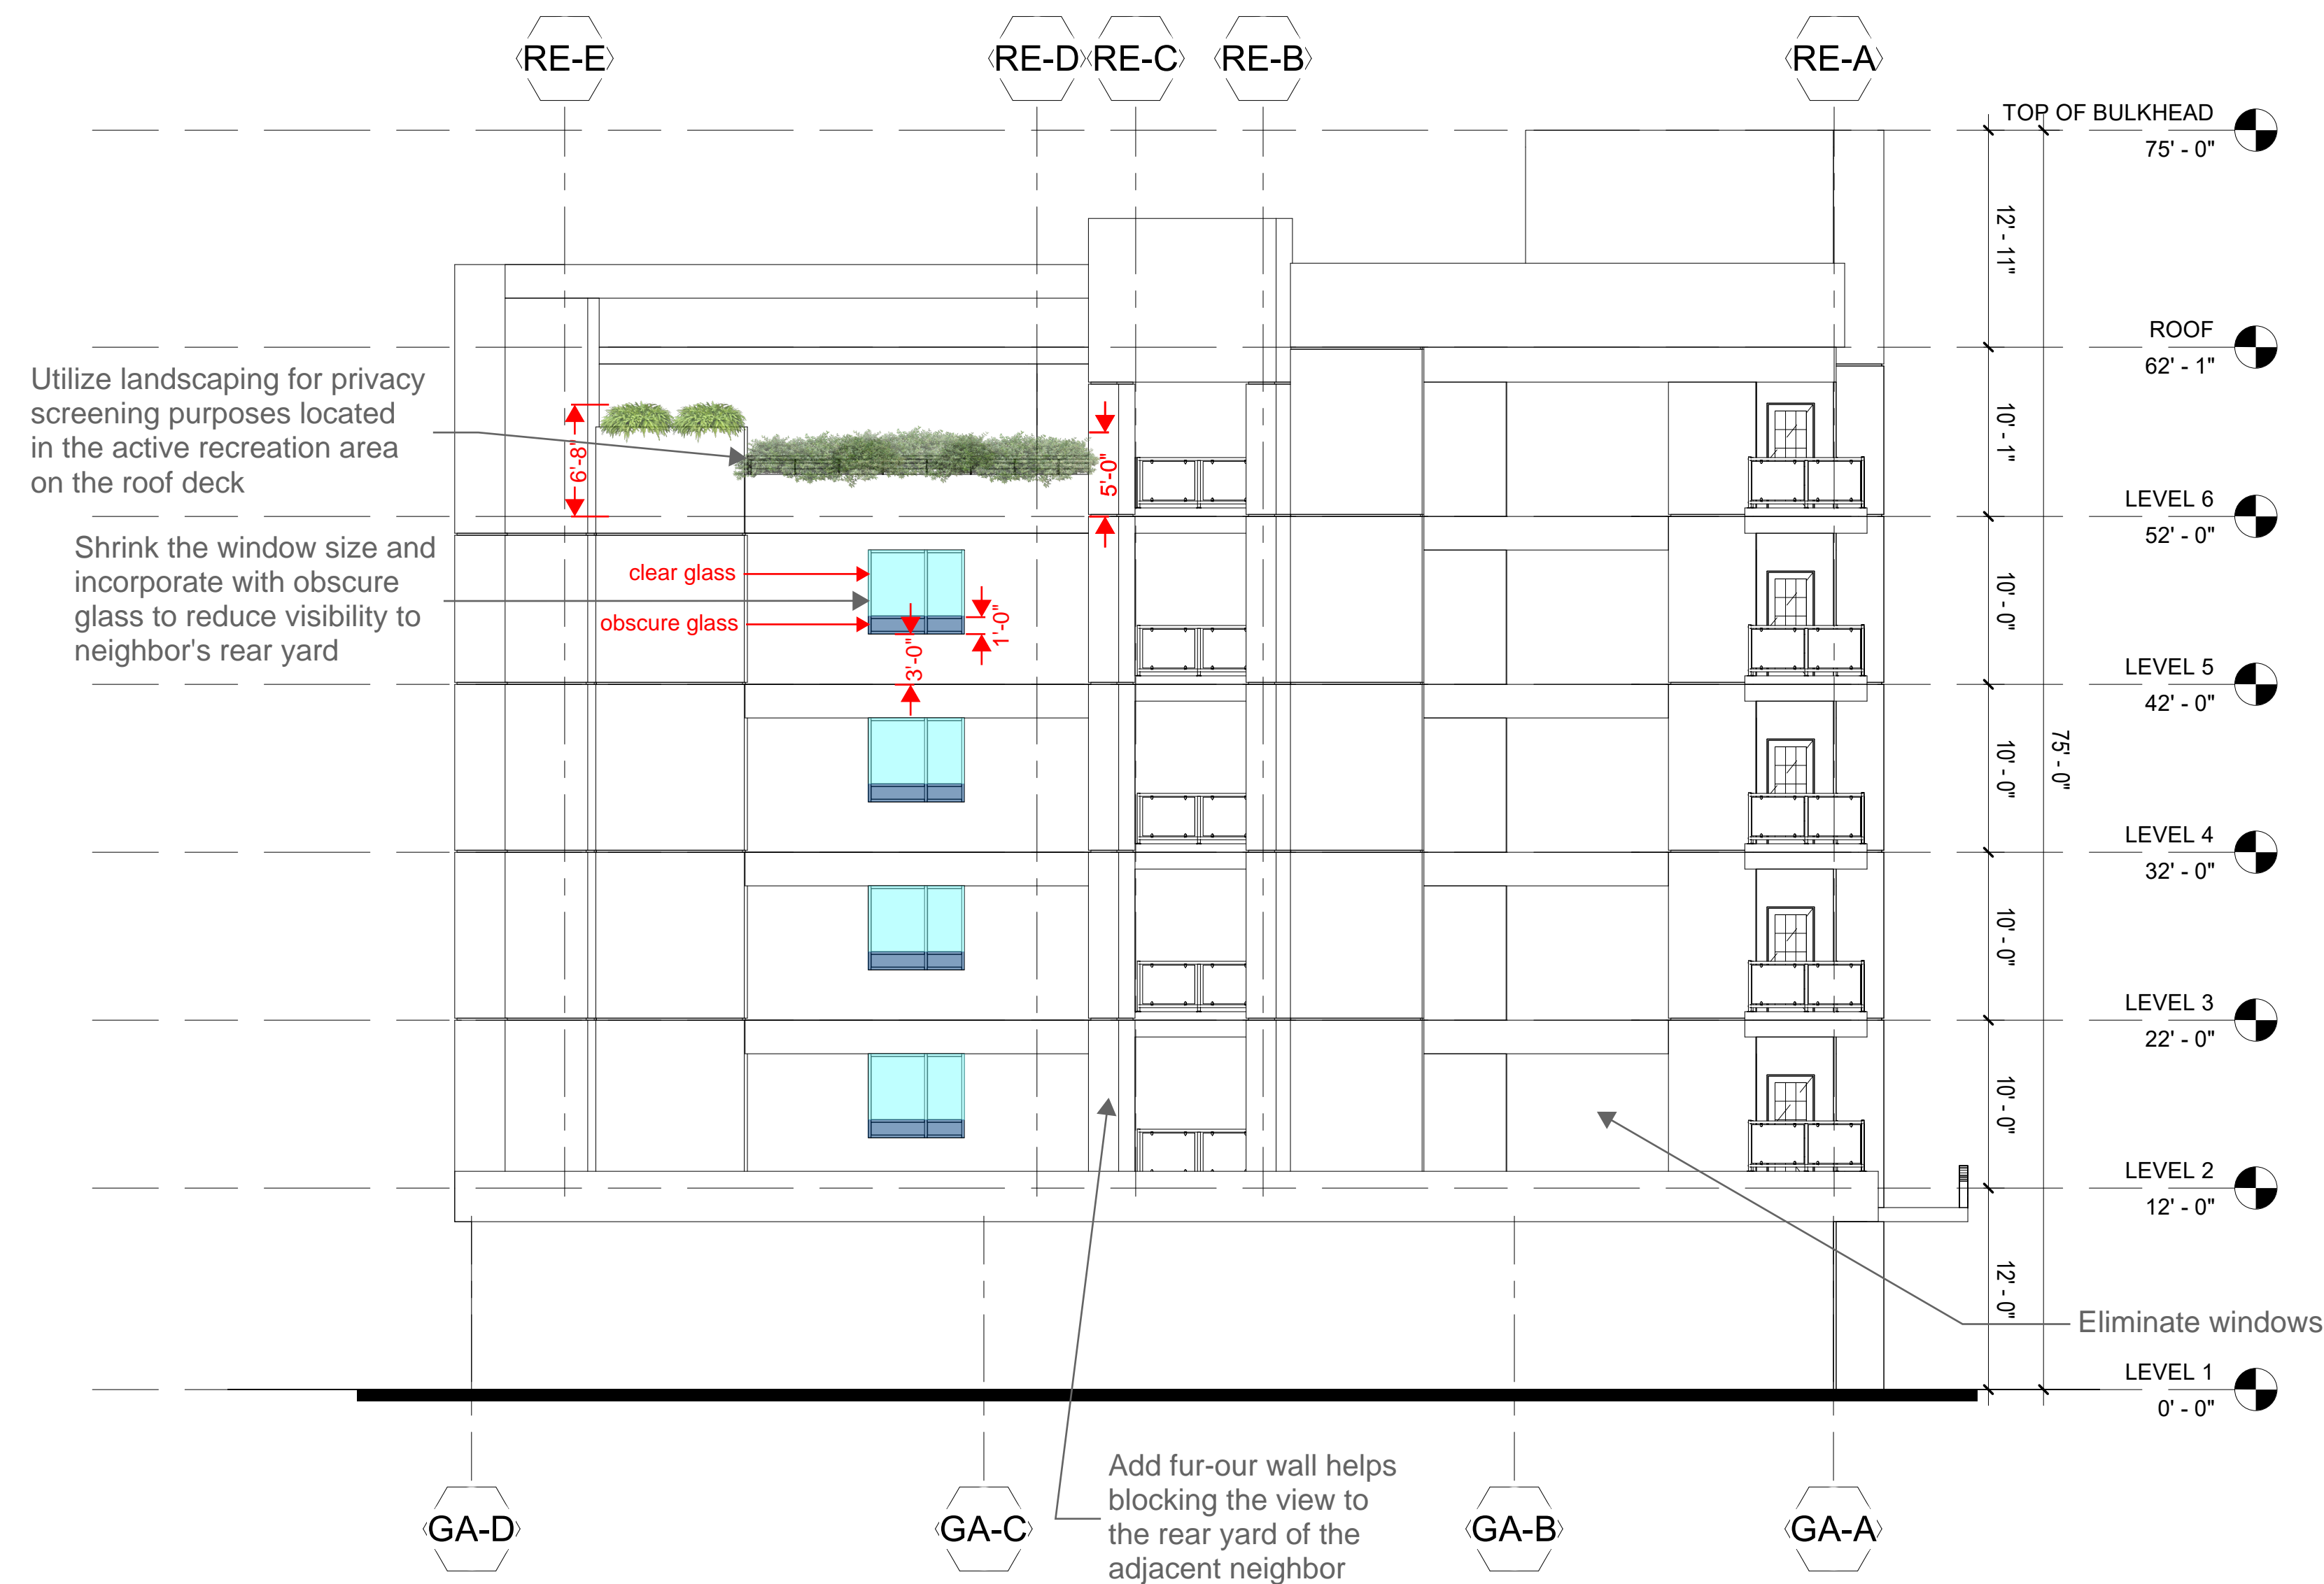 RE-E
RE-D
RE-C
RE-B
RE-A
TOP OF BULKHEAD
75' - 0"
12' - 11"
ROOF
62' - 1"
Utilize landscaping for privacy
screening purposes located
in the active recreation area
on the roof deck
6'-8"
5'-0"
10' - 1"
LEVEL 6
52' - 0"
Shrink the window size and
incorporate with obscure
glass to reduce visibility to
neighbor's rear yard
clear glass
obscure glass
1'-0"
3'-0"
10' - 0"
LEVEL 5
42' - 0"
10' - 0"
75' - 0"
LEVEL 4
32' - 0"
10' - 0"
LEVEL 3
22' - 0"
10' - 0"
LEVEL 2
12' - 0"
12' - 0"
Eliminate windows
LEVEL 1
0' - 0"
Add fur-our wall helps
blocking the view to
the rear yard of the
adjacent neighbor
GA-D
GA-C
GA-B
GA-A